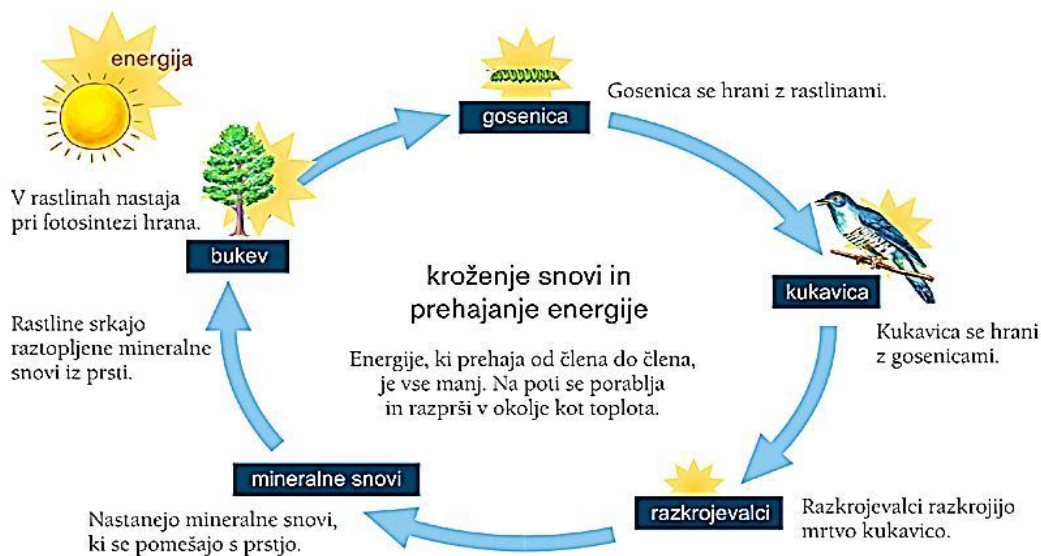 energija
gosenica
Gosenica se hrani z rastlinami.
V rastlinah nastaja
pri fotosintezi hrana.
bukev
kukavica
Kukavica se hrani
z gosenicami.
kroženje snovi in
prehajanje energije
Energije, ki prehaja od člena do člena,
je vse manj. Na poti se porablja
in razprši v okolje kot toplota.
Rastline srkajo
raztopljene mineralne
snovi iz prsti.
mineralne snovi
Nastanejo mineralne snovi,
ki se pomešajo s prstjo.
razkrojevalci
Razkrojevalci razkrojijo
mrtvo kukavico.